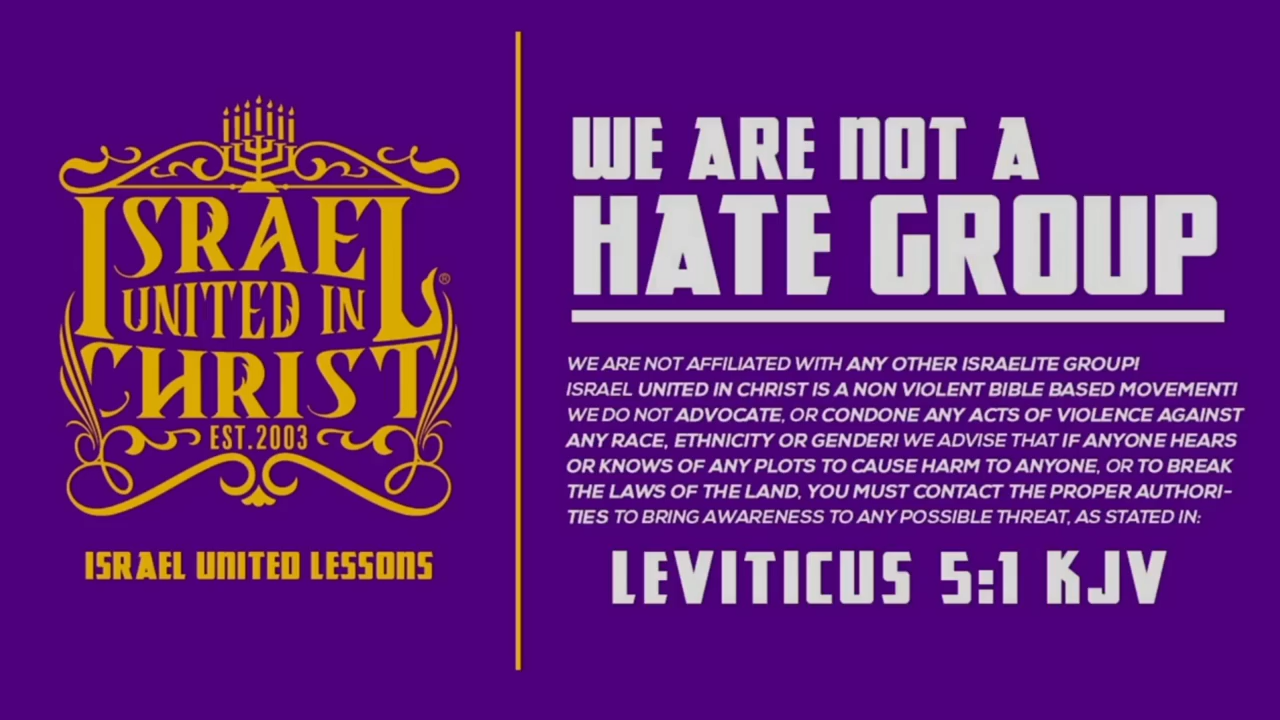 ISRAEL
UNITED IN
CHRIST
®
EST.2003
ISRAEL UNITED LESSONS
WE ARE NOT A
HATE GROUP
WE ARE NOT AFFILIATED WITH ANY OTHER ISRAELITE GROUP!
ISRAEL UNITED IN CHRIST IS A NON VIOLENT BIBLE BASED MOVEMENT!
WE DO NOT ADVOCATE, OR CONDONE ANY ACTS OF VIOLENCE AGAINST
ANY RACE, ETHNICITY OR GENDER! WE ADVISE THAT IF ANYONE HEARS
OR KNOWS OF ANY PLOTS TO CAUSE HARM TO ANYONE, OR TO BREAK
THE LAWS OF THE LAND, YOU MUST CONTACT THE PROPER AUTHORI-
TIES TO BRING AWARENESS TO ANY POSSIBLE THREAT, AS STATED IN:
LEVITICUS 5:1 KJV